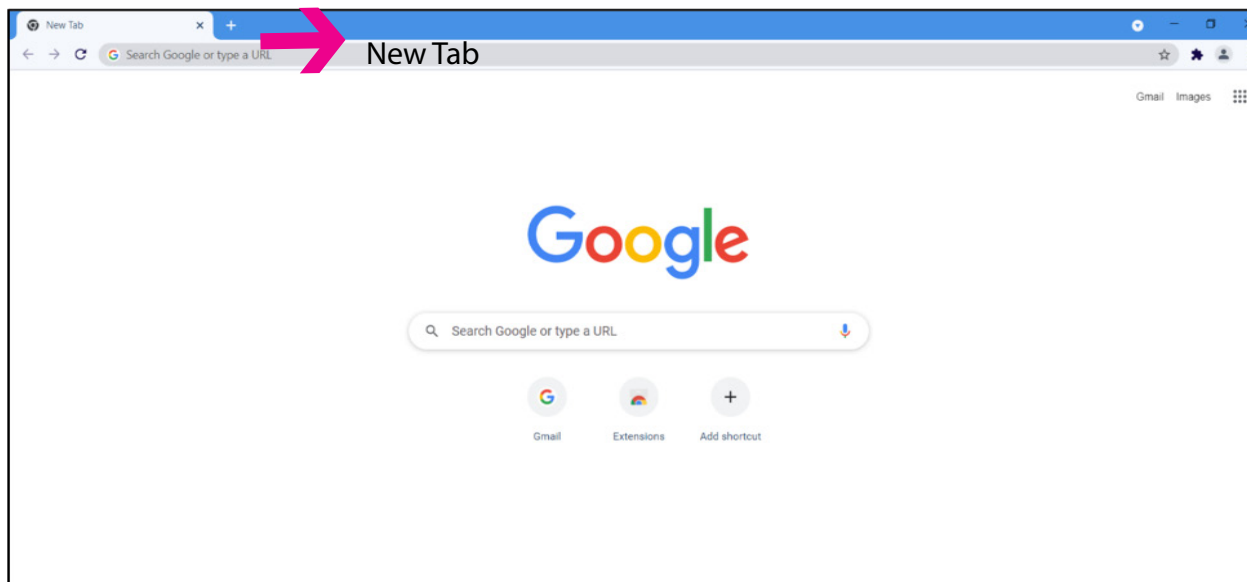 New Tab
Search Google or type a URL
New Tab
Gmail Images
Google
Search Google or type a URL
Gmail Extensions Add shortcut